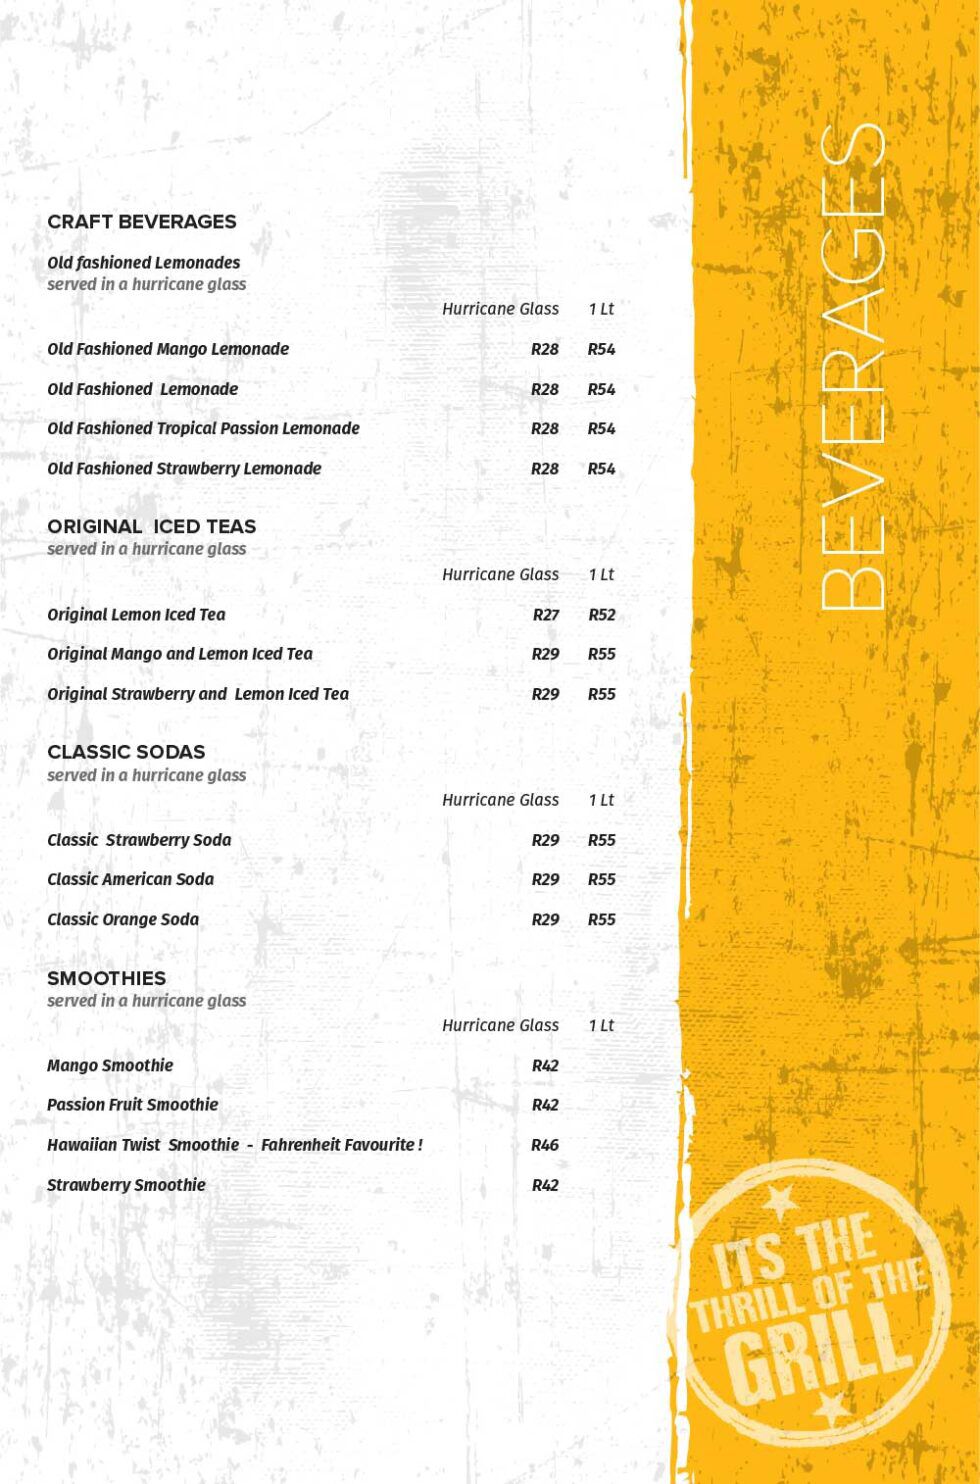 CRAFT BEVERAGES
Old fashioned Lemonades
served in a hurricane glass
Hurricane Glass 1 Lt
Old Fashioned Mango Lemonade R28 R54
Old Fashioned Lemonade R28 R54
Old Fashioned Tropical Passion Lemonade R28 R54
Old Fashioned Strawberry Lemonade R28 R54
ORIGINAL ICED TEAS
served in a hurricane glass
Hurricane Glass 1 Lt
Original Lemon Iced Tea R27 R52
Original Mango and Lemon Iced Tea R29 R55
Original Strawberry and Lemon Iced Tea R29 R55
CLASSIC SODAS
served in a hurricane glass
Hurricane Glass 1 Lt
Classic Strawberry Soda R29 R55
Classic American Soda R29 R55
Classic Orange Soda R29 R55
SMOOTHIES
served in a hurricane glass
Hurricane Glass 1 Lt
Mango Smoothie R42
Passion Fruit Smoothie R42
Hawaiian Twist Smoothie - Fahrenheit Favourite ! R46
Strawberry Smoothie R42
BEVERAGES
ITS THE
THRILL OF THE
GRILL